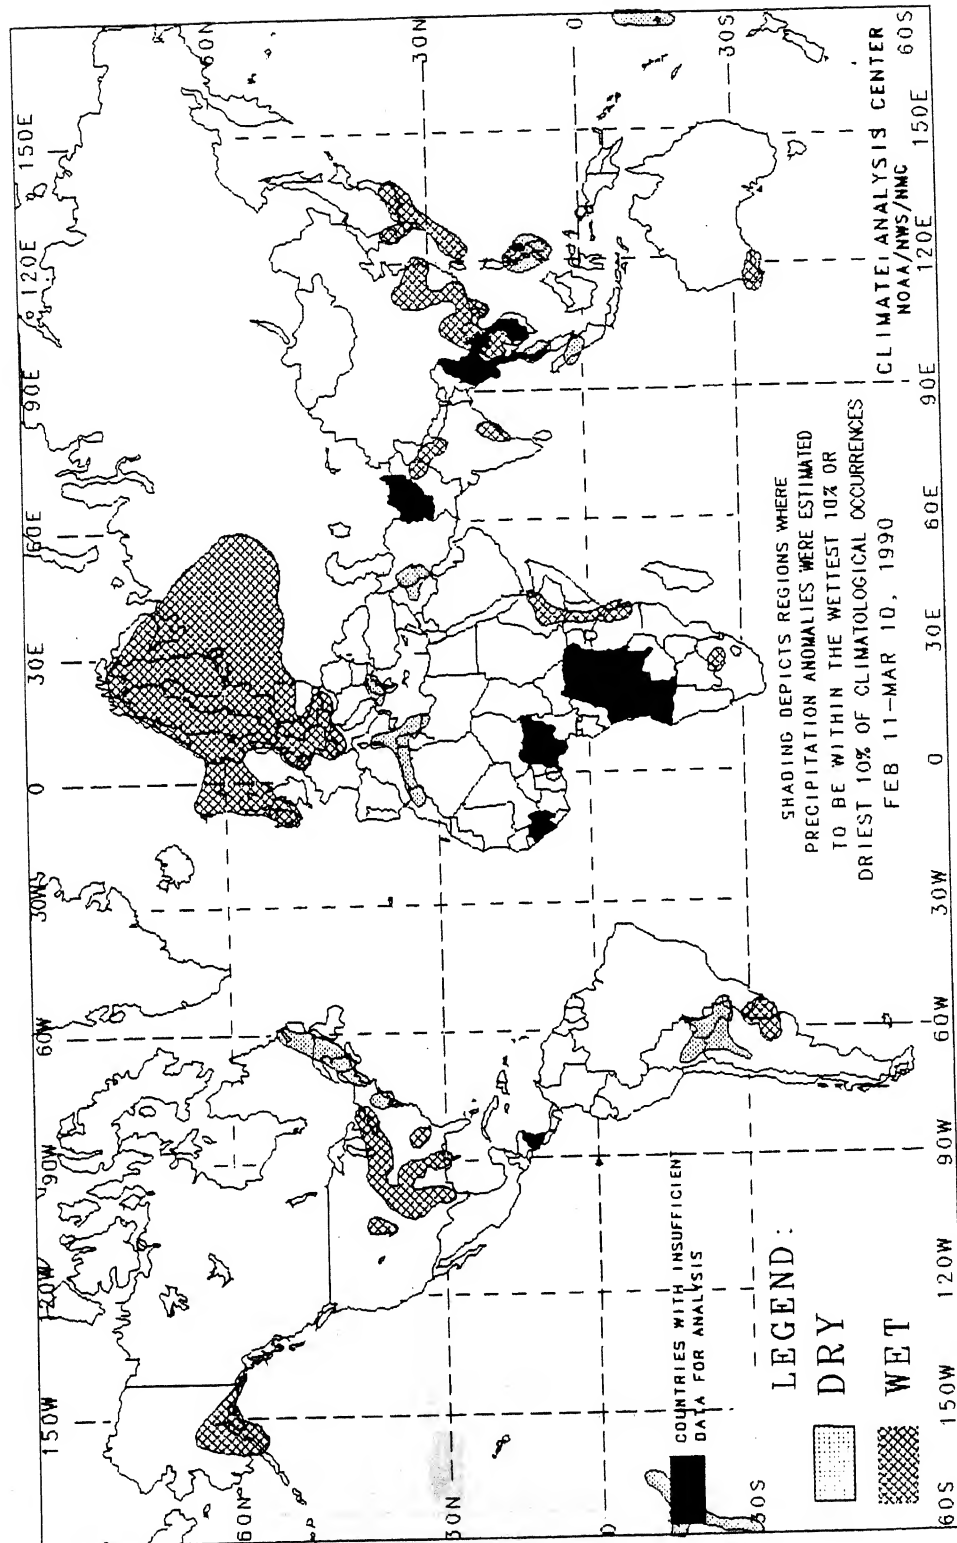 150W
120W
90W
60W
30W
0
30E
60E
90E
120E
150E
60N
60N
30N
30N
0
0
30S
30S
60S
60S
COUNTRIES WITH INSUFFICIENT
DATA FOR ANALYSIS
LEGEND:
DRY
WET
SHADING DEPICTS REGIONS WHERE
PRECIPITATION ANOMALIES WERE ESTIMATED
TO BE WITHIN THE WETTEST 10% OR
DRIEST 10% OF CLIMATOLOGICAL OCCURRENCES
FEB 11-MAR 10, 1990
CLIMATE ANALYSIS CENTER
NOAA/NWS/NMC
150W
120W
90W
60W
30W
0
30E
60E
90E
120E
150E